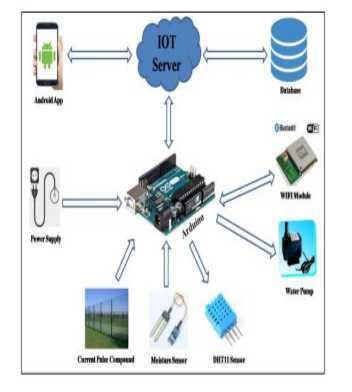 IOT
Server
Android App
Database
Bluetooth
WiFi
WIFI Module
Power Supply
Arduino
Water Pump
Current Pulse Compound
Moisture Sensor
DHT11 Sensor